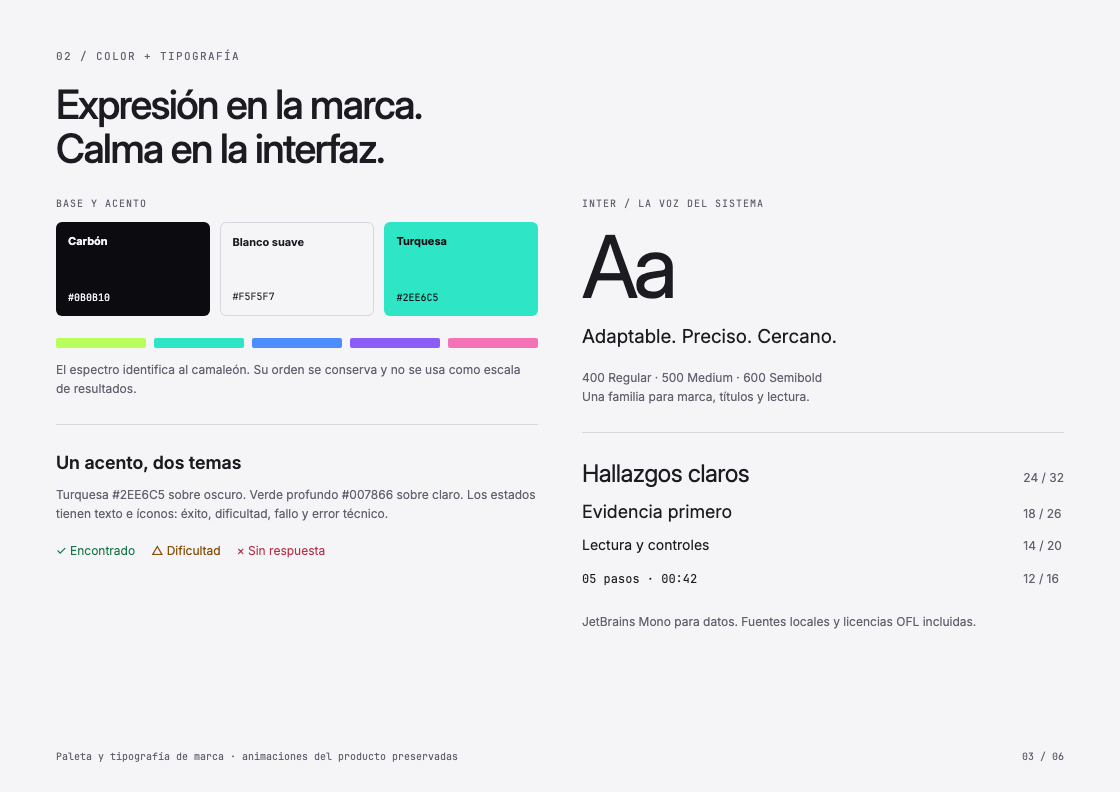 02 / COLOR + TIPOGRAFÍA
Expresión en la marca.
Calma en la interfaz.
BASE Y ACENTO
Carbón
#0B0B10
Blanco suave
#F5F5F7
Turquesa
#2EE6C5
El espectro identifica al camaleón. Su orden se conserva y no se usa como escala
de resultados.
Un acento, dos temas
Turquesa #2EE6C5 sobre oscuro. Verde profundo #007866 sobre claro. Los estados
tienen texto e íconos: éxito, dificultad, fallo y error técnico.
✓ Encontrado △ Dificultad × Sin respuesta
INTER / LA VOZ DEL SISTEMA
Aa
Adaptable. Preciso. Cercano.
400 Regular · 500 Medium · 600 Semibold
Una familia para marca, títulos y lectura.
Hallazgos claros 24 / 32
Evidencia primero 18 / 26
Lectura y controles 14 / 20
05 pasos · 00:42 12 / 16
JetBrains Mono para datos. Fuentes locales y licencias OFL incluidas.
Paleta y tipografía de marca · animaciones del producto preservadas
03 / 06